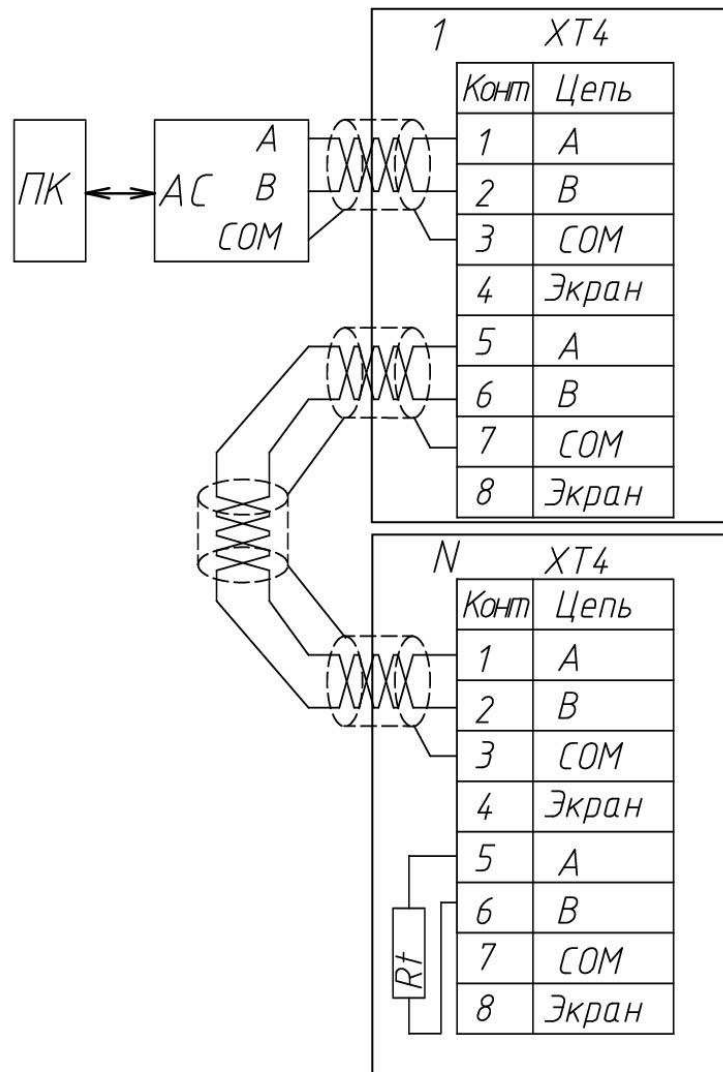 1 XT4
Конт Цепь
1 A
2 B
3 COM
4 Экран
5 A
6 B
7 COM
8 Экран
ПК
AC
A
B
COM
N XT4
Конт Цепь
1 A
2 B
3 COM
4 Экран
5 A
6 B
7 COM
8 Экран
Rt